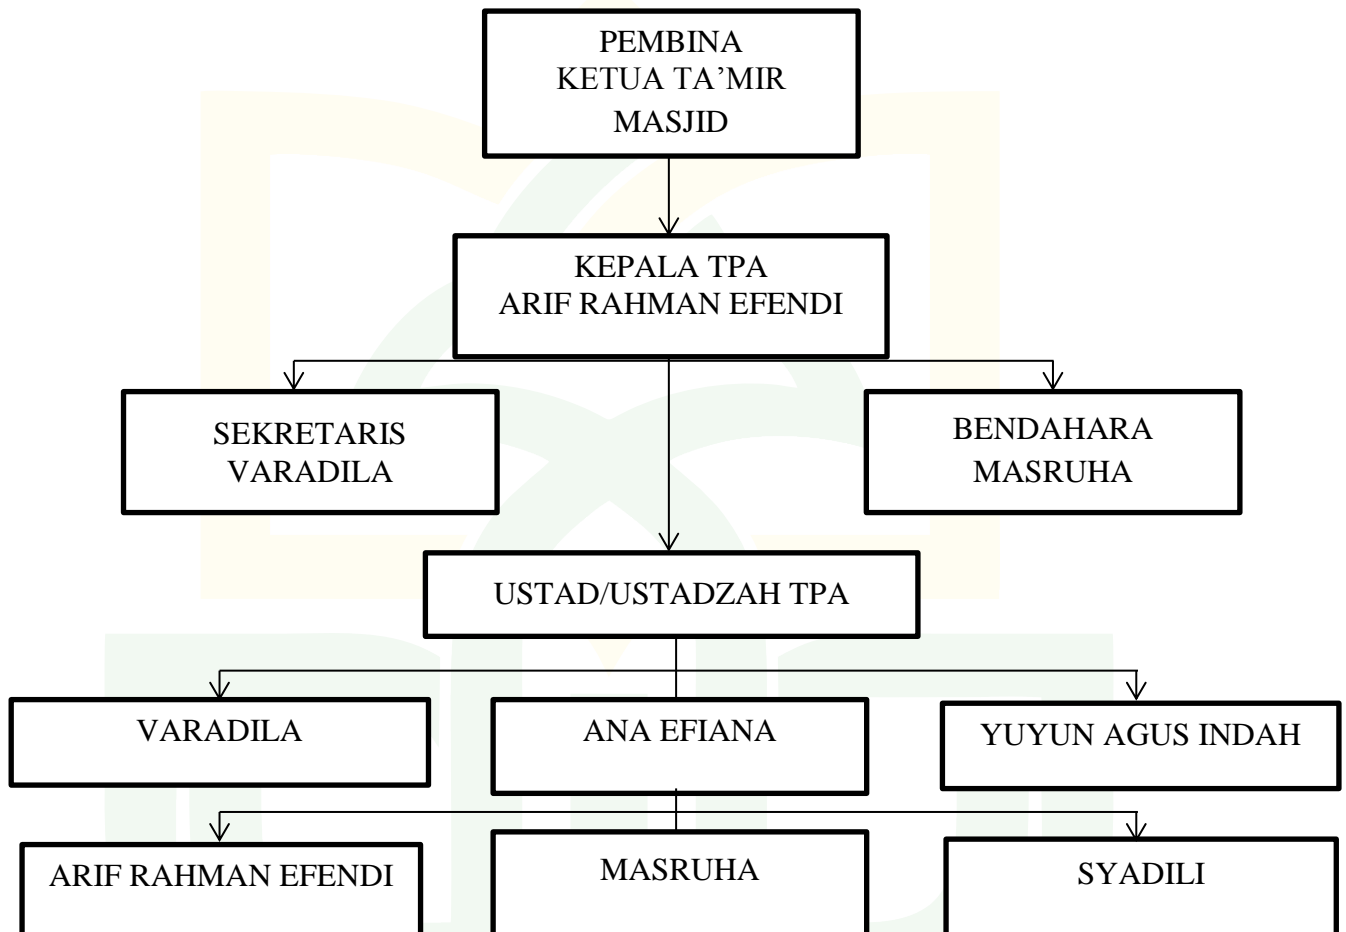 PEMBINA
KETUA TA’MIR
MASJID
KEPALA TPA
ARIF RAHMAN EFENDI
SEKRETARIS
VARADILA
BENDAHARA
MASRUHA
USTAD/USTADZAH TPA
VARADILA
ANA EFIANA
YUYUN AGUS INDAH
ARIF RAHMAN EFENDI
MASRUHA
SYADILI